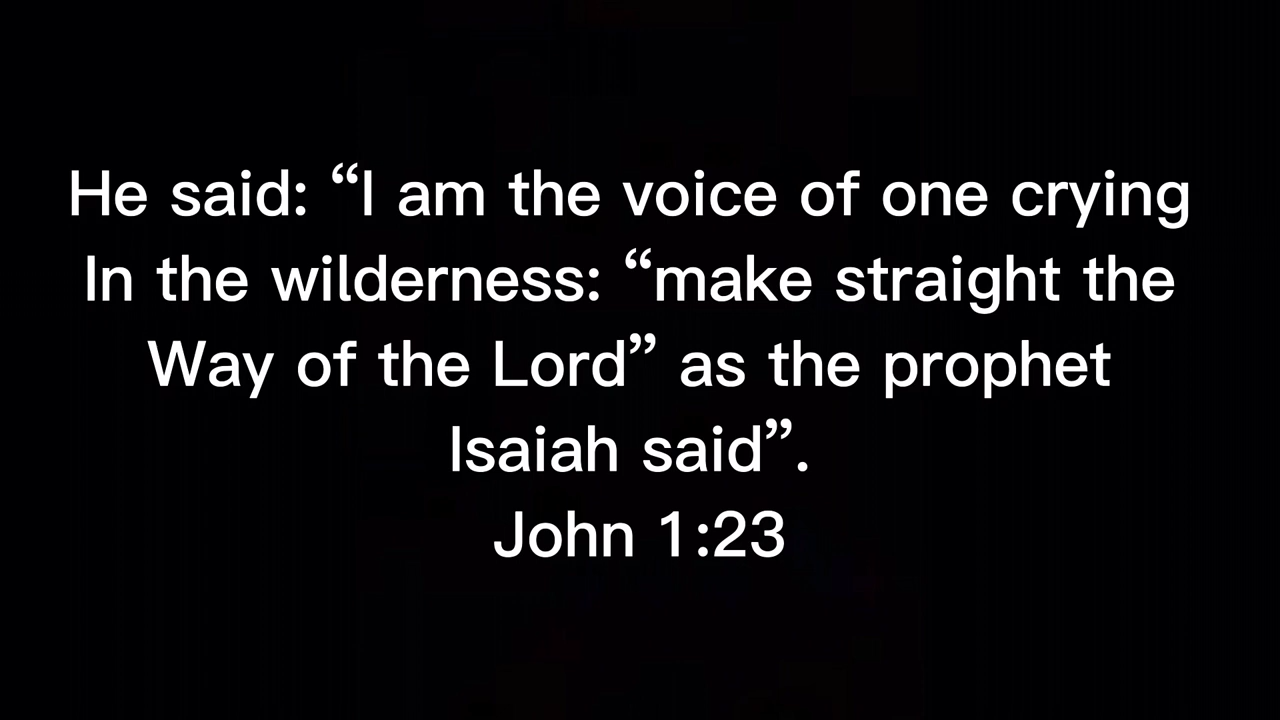 He said: “I am the voice of one crying
In the wilderness: “make straight the
Way of the Lord” as the prophet
Isaiah said”.
John 1:23